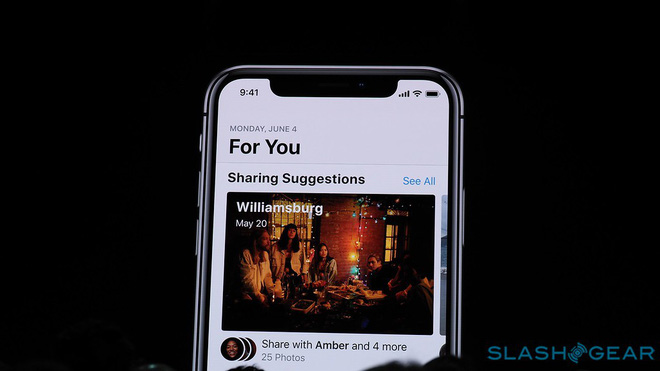 9:41
MONDAY, JUNE 4
For You
Sharing Suggestions
See All
Williamsburg
May 20
Share with Amber and 4 more
25 Photos
SLASHGEAR